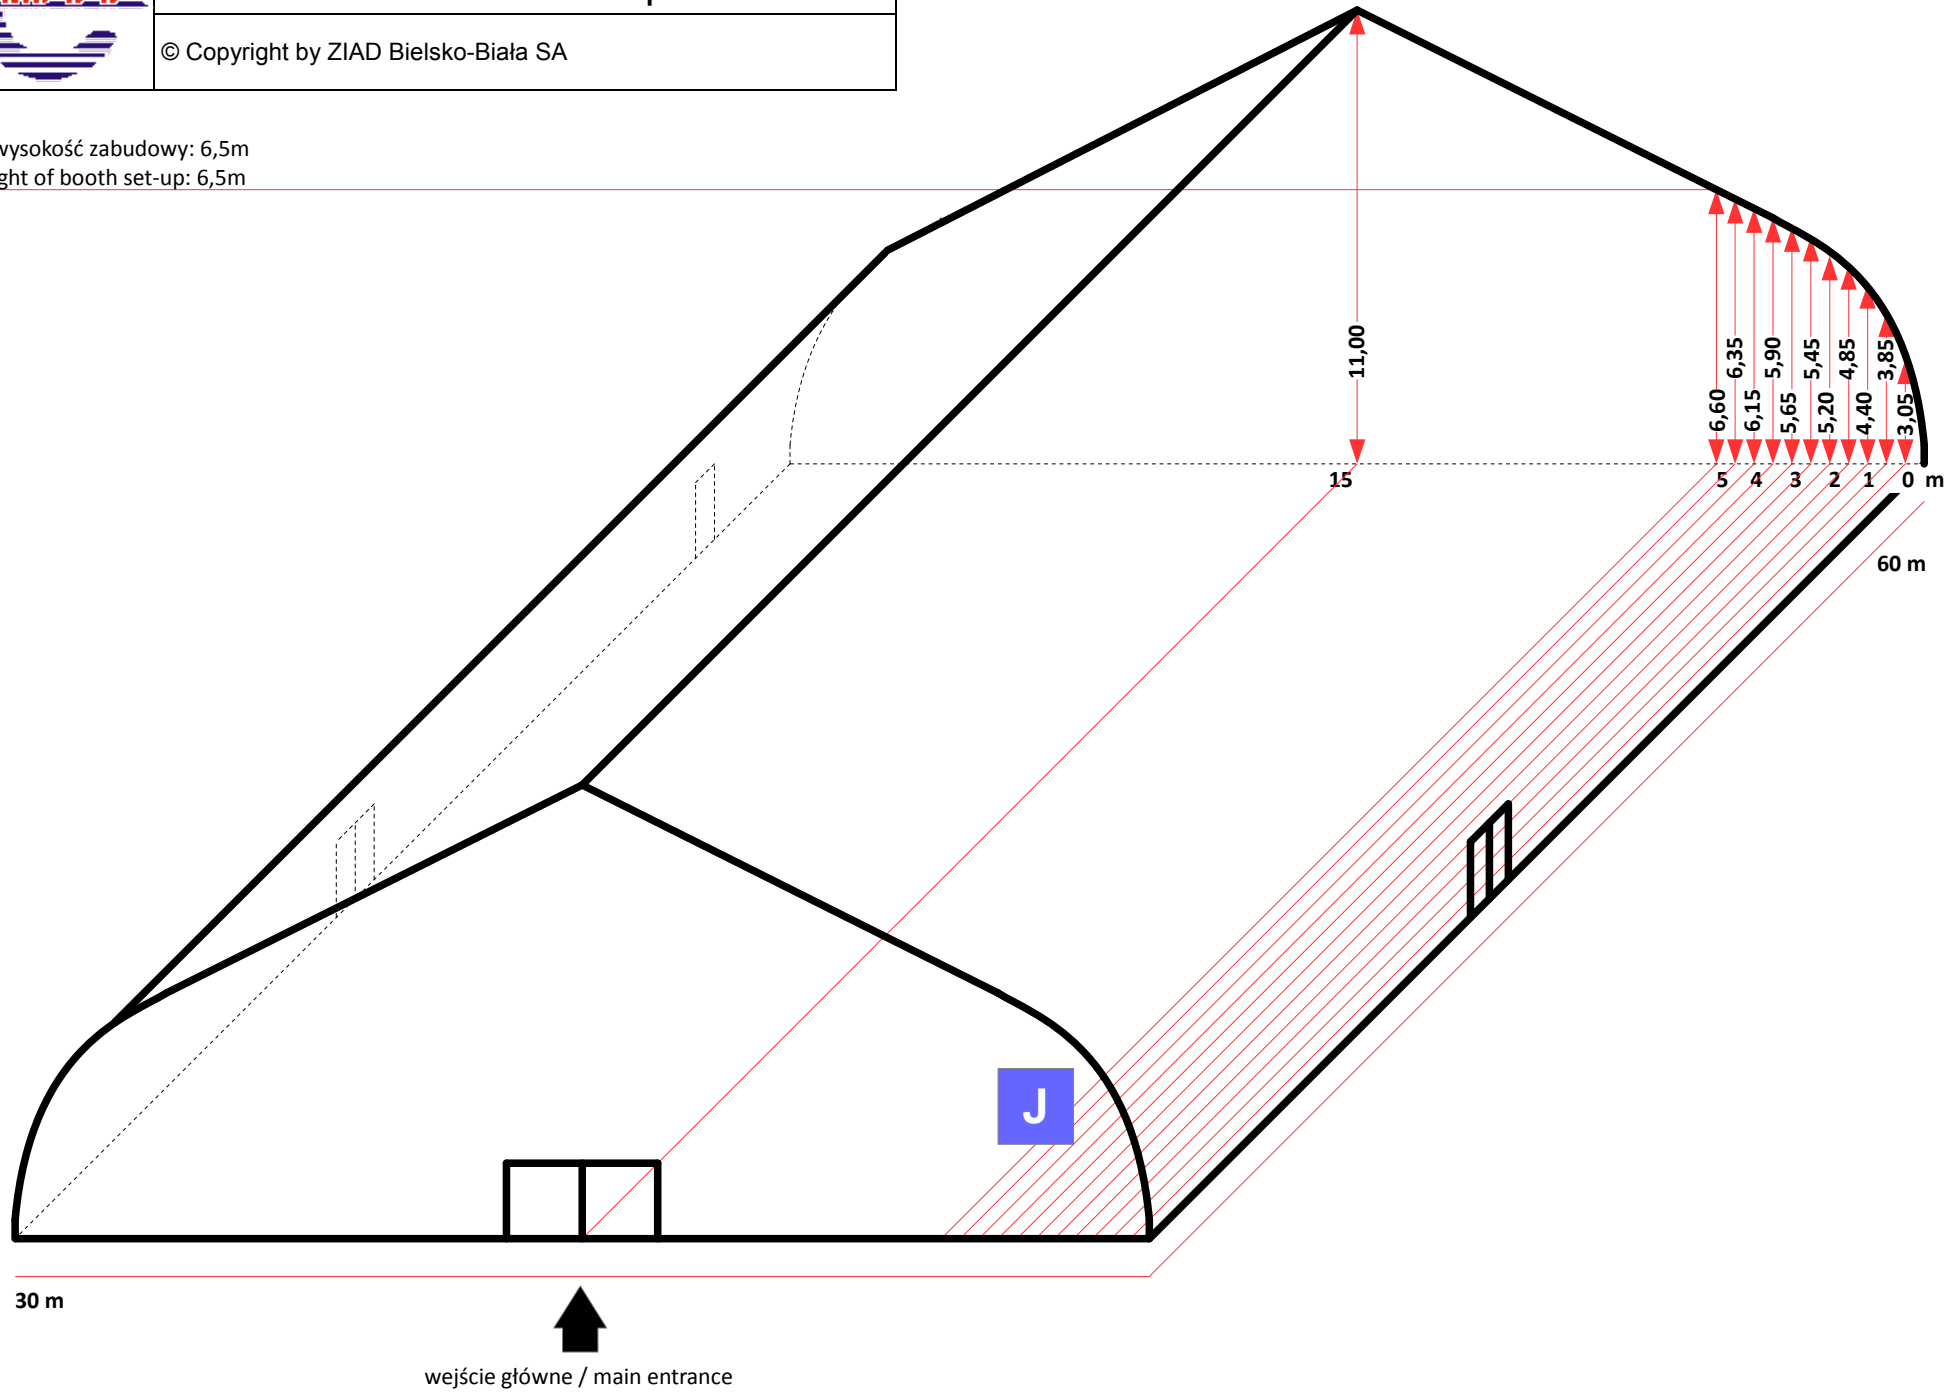 © Copyright by ZIAD Bielsko-Biała SA
wysokość zabudowy: 6,5m
ght of booth set-up: 6,5m
11,00
6,60
6,35
6,15
5,90
5,65
5,45
5,20
4,85
4,40
3,85
3,05
15 5 4 3 2 1 0 m
60 m
J
30 m
wejście główne / main entrance